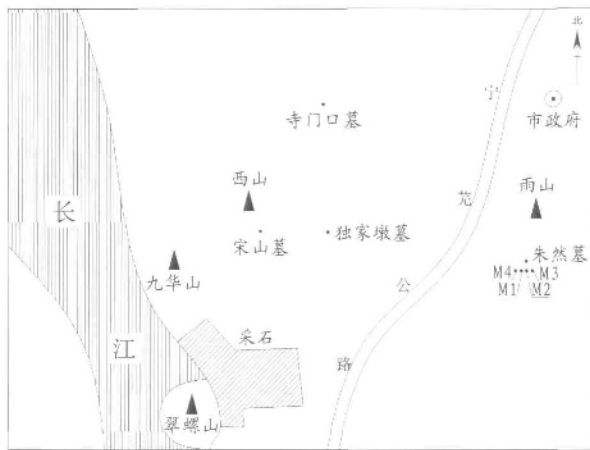 北
宁
市政府
寺门口墓
西山
雨山
芜
长
宋山墓
独家墩墓
朱然墓
M4 M3
M1 M2
九华山
公
采石
江
路
翠螺山